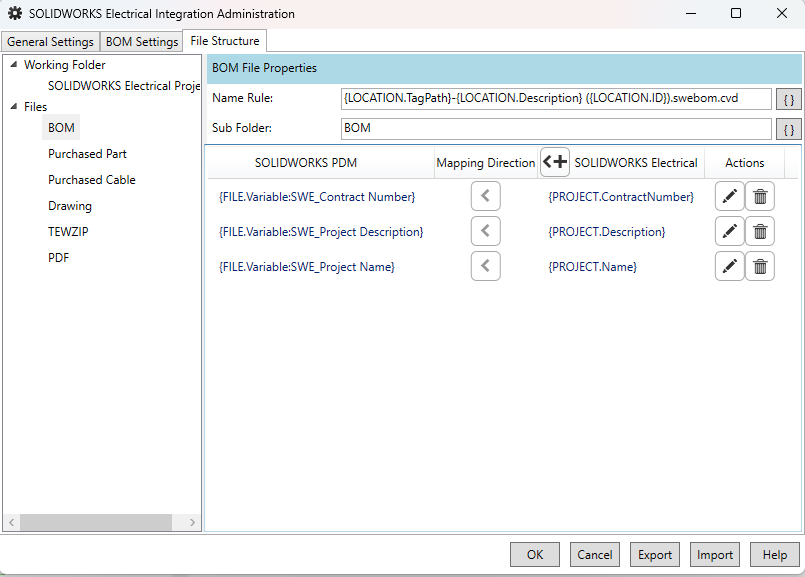 SOLIDWORKS Electrical Integration Administration
General Settings BOM Settings File Structure
Working Folder
SOLIDWORKS Electrical Proje
Files
BOM
Purchased Part
Purchased Cable
Drawing
TEWZIP
PDF
BOM File Properties
Name Rule: {LOCATION.TagPath}-{LOCATION.Description} ({LOCATION.ID}).swebom.cvd { }
Sub Folder: BOM { }
SOLIDWORKS PDM Mapping Direction SOLIDWORKS Electrical Actions
{FILE.Variable:SWE_Contract Number} {PROJECT.ContractNumber}
{FILE.Variable:SWE_Project Description} {PROJECT.Description}
{FILE.Variable:SWE_Project Name} {PROJECT.Name}
OK Cancel Export Import Help